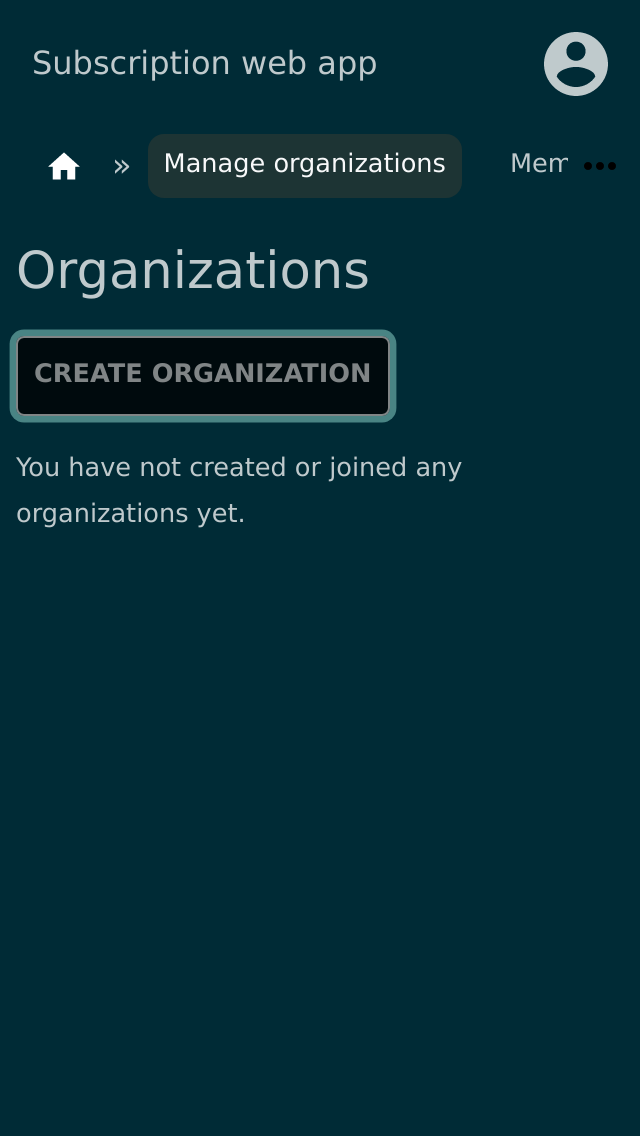 Subscription web app
» Manage organizations Mem
Organizations
CREATE ORGANIZATION
You have not created or joined any
organizations yet.